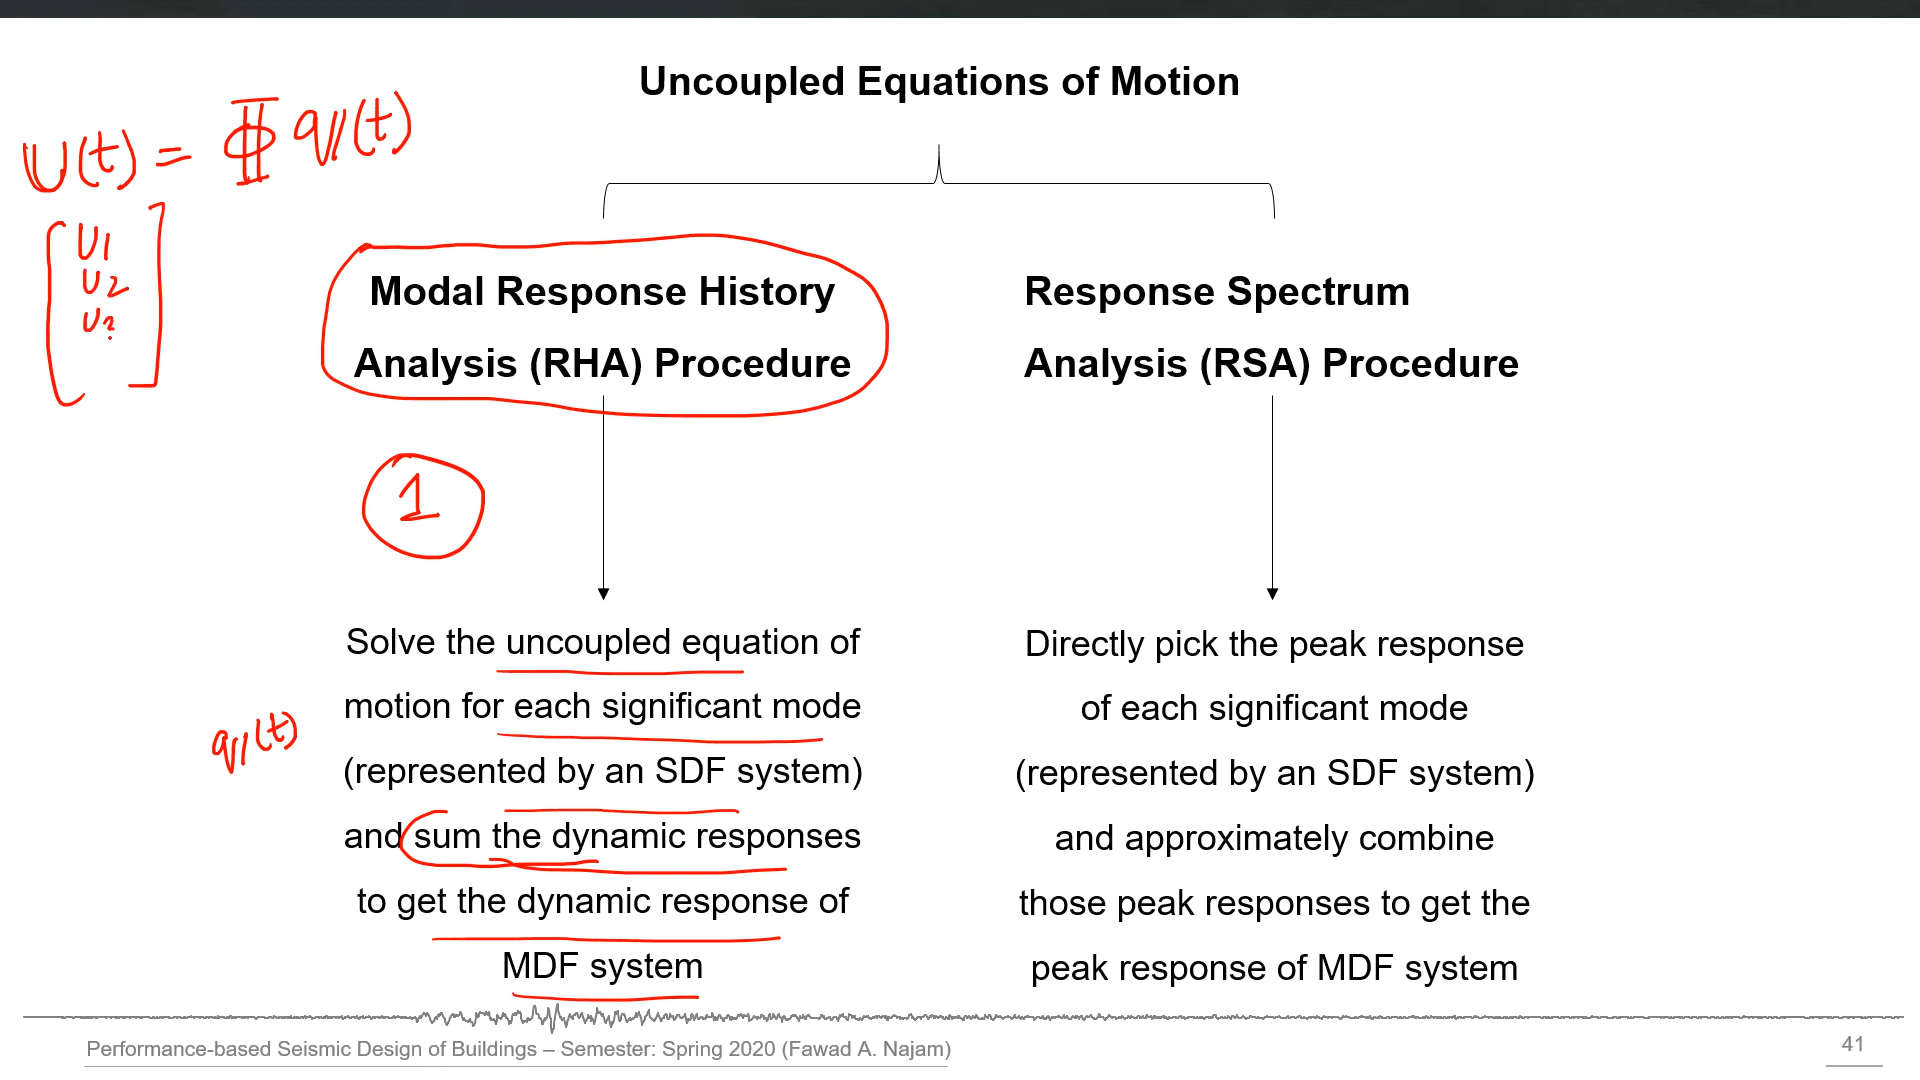 Uncoupled Equations of Motion
U(t) = Φ q(t)
U1
U2
U3
Modal Response History
Analysis (RHA) Procedure
Response Spectrum
Analysis (RSA) Procedure
1
Solve the uncoupled equation of
motion for each significant mode
(represented by an SDF system)
and sum the dynamic responses
to get the dynamic response of
MDF system
q(t)
Directly pick the peak response
of each significant mode
(represented by an SDF system)
and approximately combine
those peak responses to get the
peak response of MDF system
Performance-based Seismic Design of Buildings – Semester: Spring 2020 (Fawad A. Najam)
41